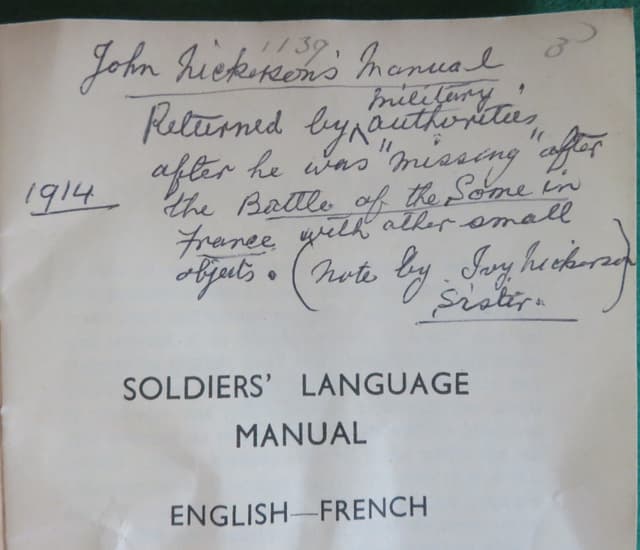 1139
John Nickerson's Manual
military
Returned by ^ authorities,
after he was "missing" after
1914 the Battle of the Some in
France with other small
objects. (Note by Ivy Nickerson
Sister.)
SOLDIERS' LANGUAGE
MANUAL
ENGLISH—FRENCH